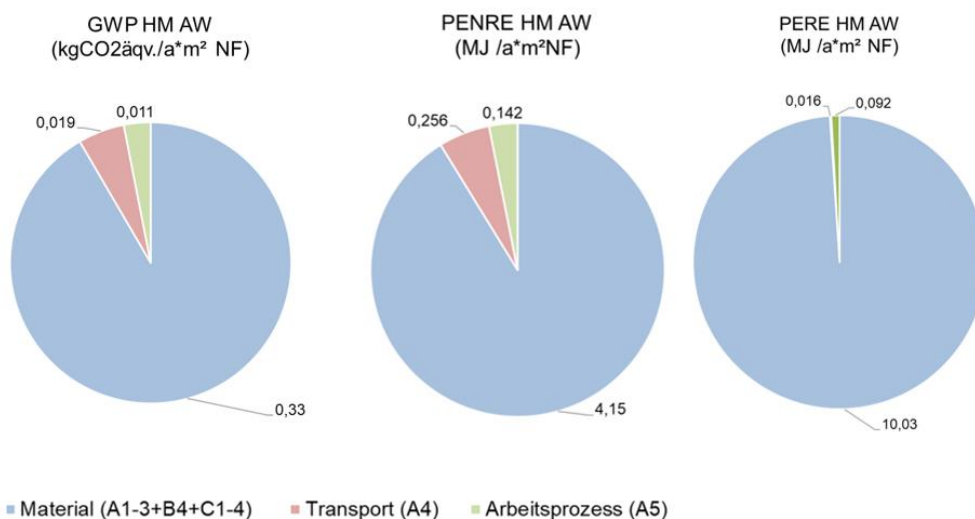 GWP HM AW
(kgCO2äqv./a*m² NF)
0,019
0,011
0,33
PENRE HM AW
(MJ /a*m²NF)
0,256
0,142
4,15
PERE HM AW
(MJ /a*m² NF)
0,016
0,092
10,03
Material (A1-3+B4+C1-4)
Transport (A4)
Arbeitsprozess (A5)